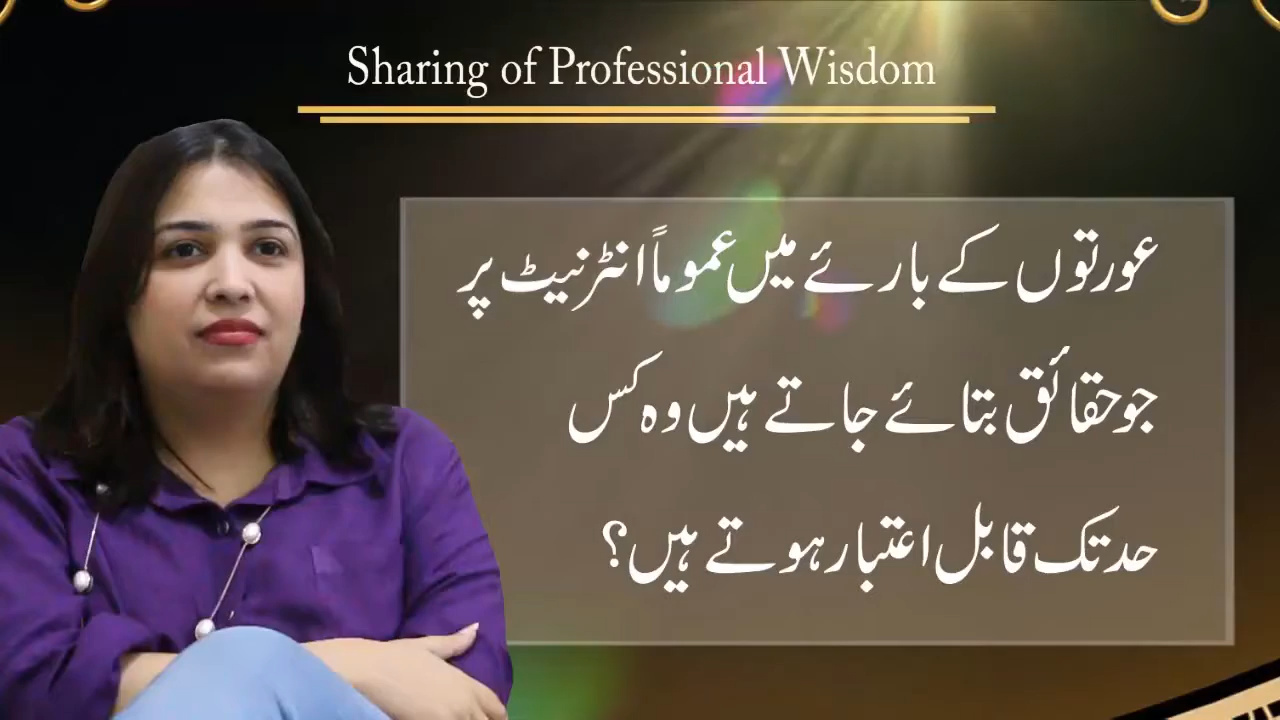 Sharing of Professional Wisdom
عورتوں کے بارے میں عموماً انٹرنیٹ پر
جو حقائق بتائے جاتے ہیں وہ کس
حد تک قابل اعتبار ہوتے ہیں؟